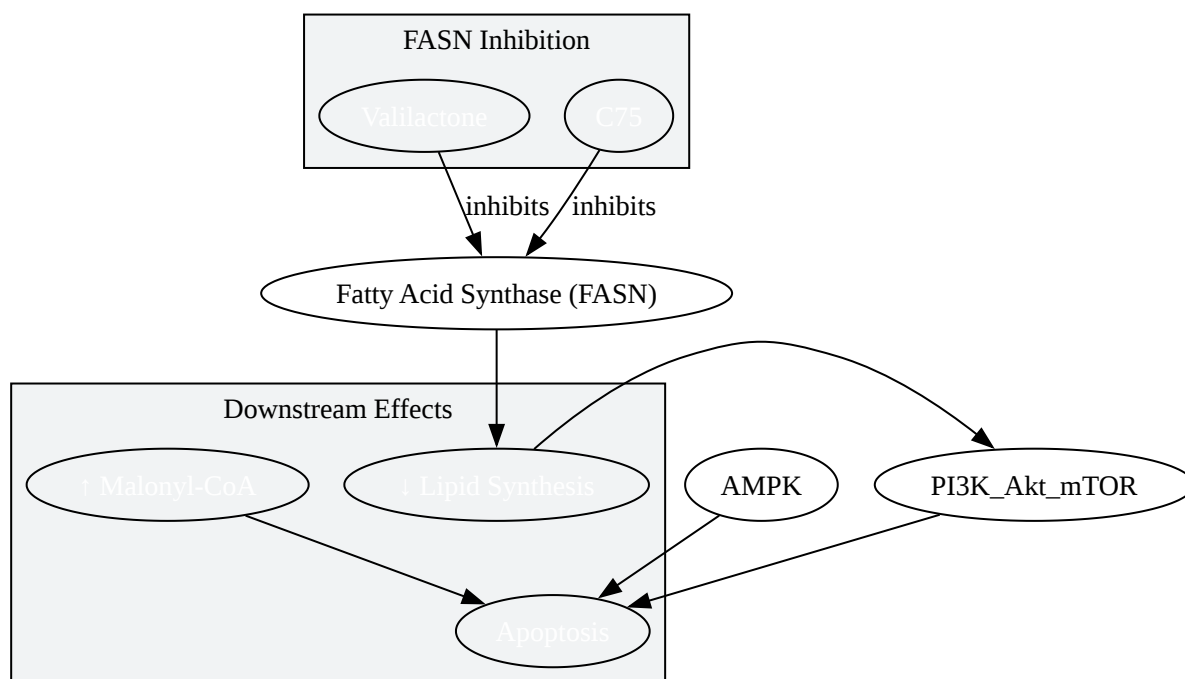 FASN Inhibition
Valilactone
C75
inhibits
inhibits
Fatty Acid Synthase (FASN)
Downstream Effects
↑ Malonyl-CoA
↓ Lipid Synthesis
AMPK
PI3K_Akt_mTOR
Apoptosis